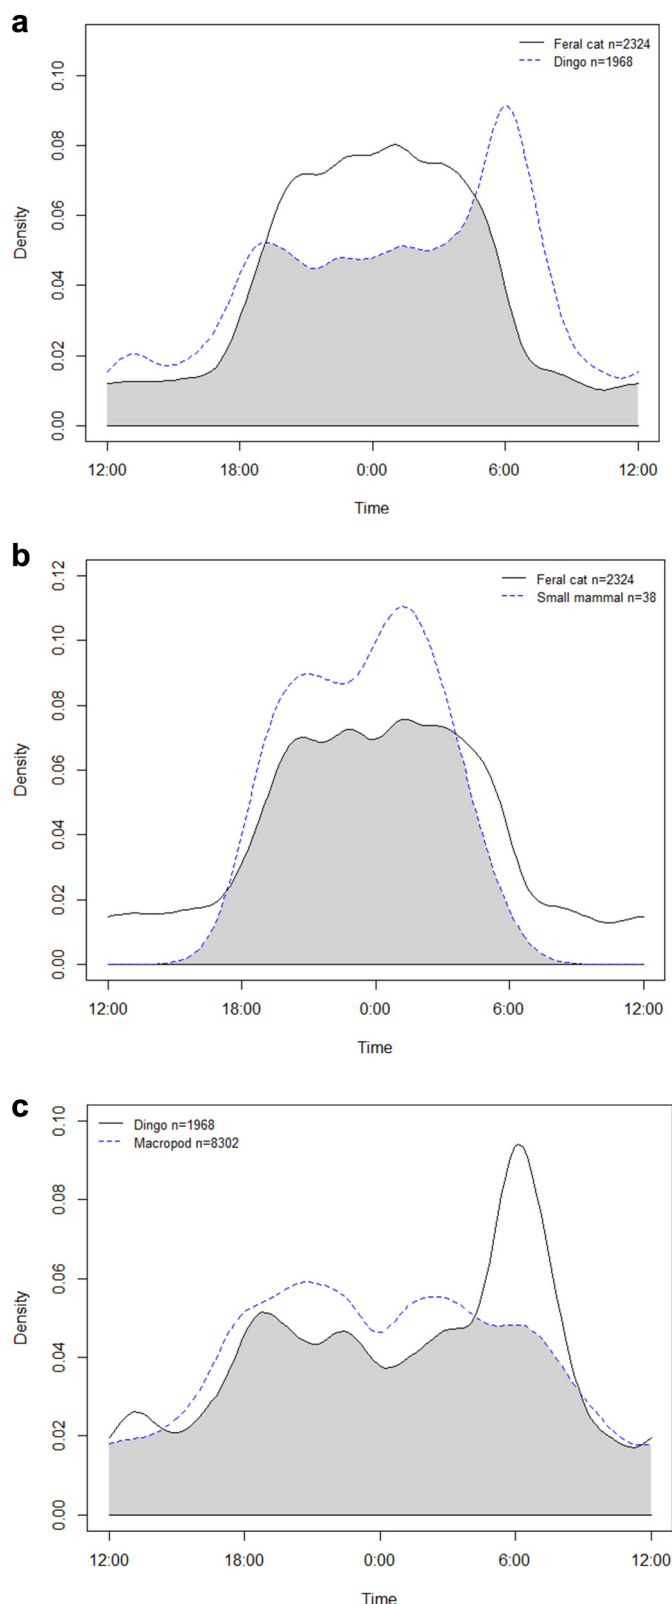 a
Feral cat n=2324
Dingo n=1968
Density
0.10
0.08
0.06
0.04
0.02
0.00
12:00 18:00 0:00 6:00 12:00
Time
b
Feral cat n=2324
Small mammal n=38
Density
0.12
0.10
0.08
0.06
0.04
0.02
0.00
12:00 18:00 0:00 6:00 12:00
Time
c
Dingo n=1968
Macropod n=8302
Density
0.10
0.08
0.06
0.04
0.02
0.00
12:00 18:00 0:00 6:00 12:00
Time